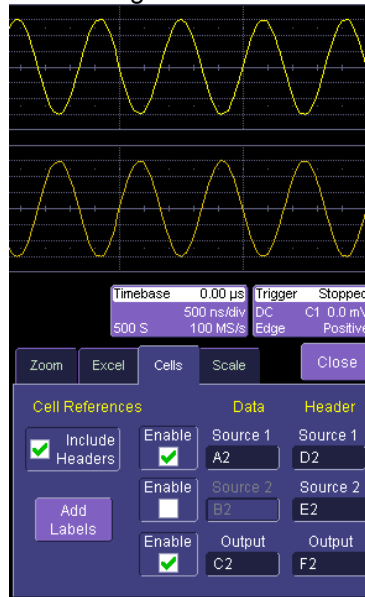 Timebase 0.00 µs Trigger Stopped
500 ns/div DC C1 0.0 mV
500 S 100 MS/s Edge Positive
Zoom Excel Cells Scale Close
Cell References Data Header
Include Headers Enable Source 1 Source 1
A2 D2
Enable Source 2 Source 2
Add Labels B2 E2
Enable Output Output
C2 F2